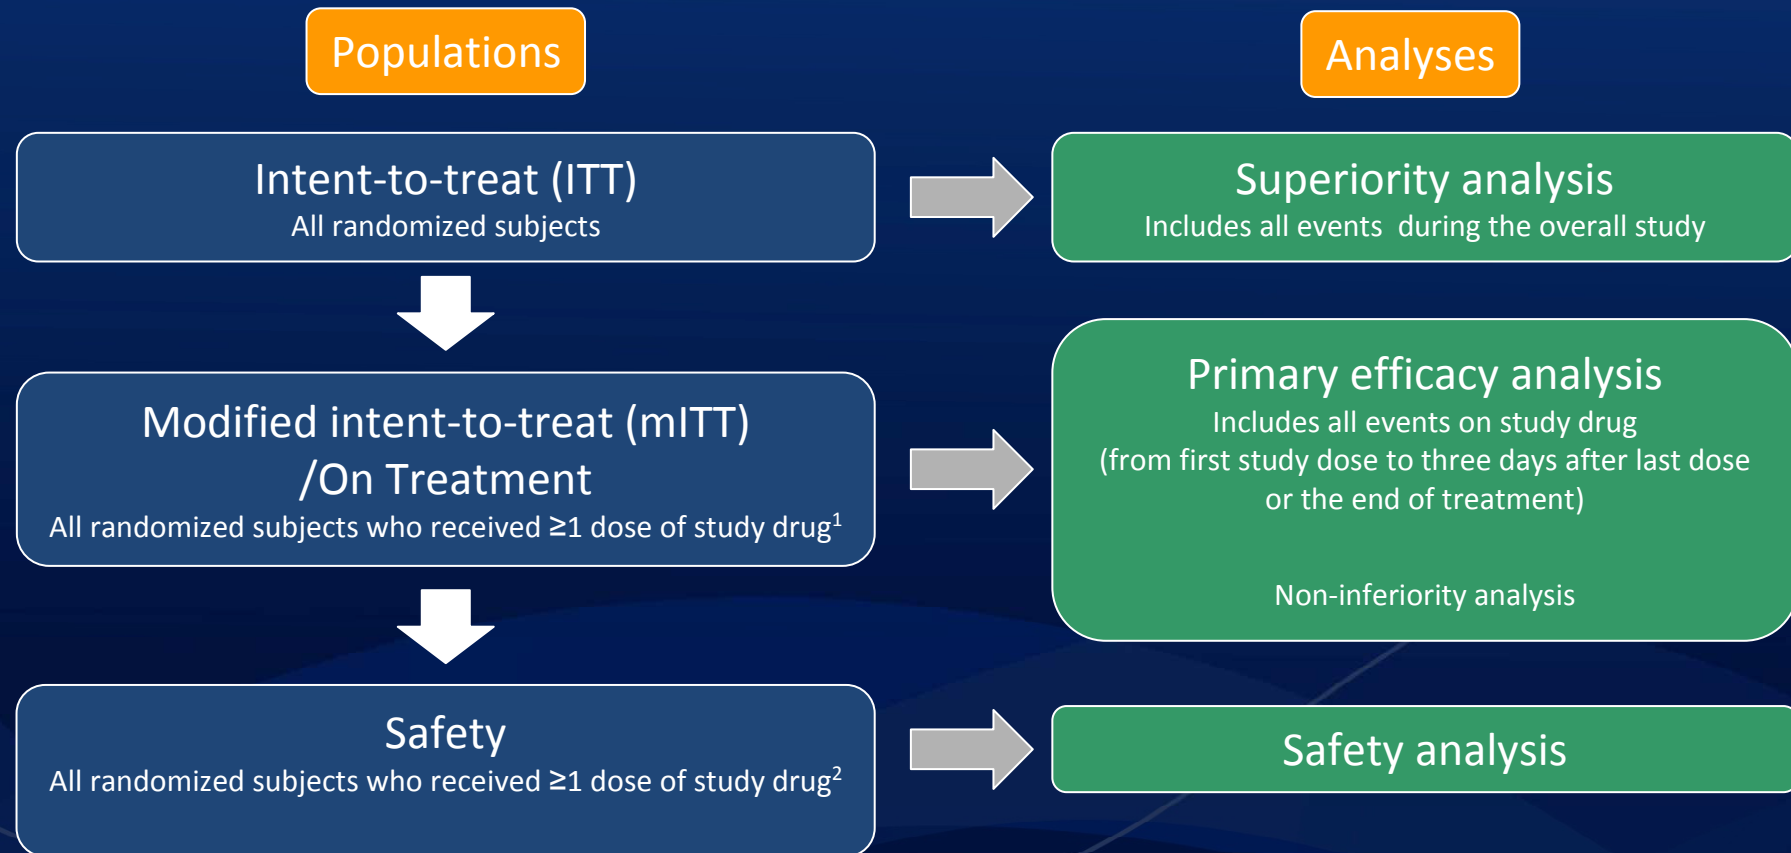 Populations
Analyses
Intent-to-treat (ITT)
All randomized subjects
Superiority analysis
Includes all events during the overall study
Modified intent-to-treat (mITT)
/On Treatment
All randomized subjects who received ≥1 dose of study drug¹
Primary efficacy analysis
Includes all events on study drug
(from first study dose to three days after last dose
or the end of treatment)
Non-inferiority analysis
Safety
All randomized subjects who received ≥1 dose of study drug²
Safety analysis